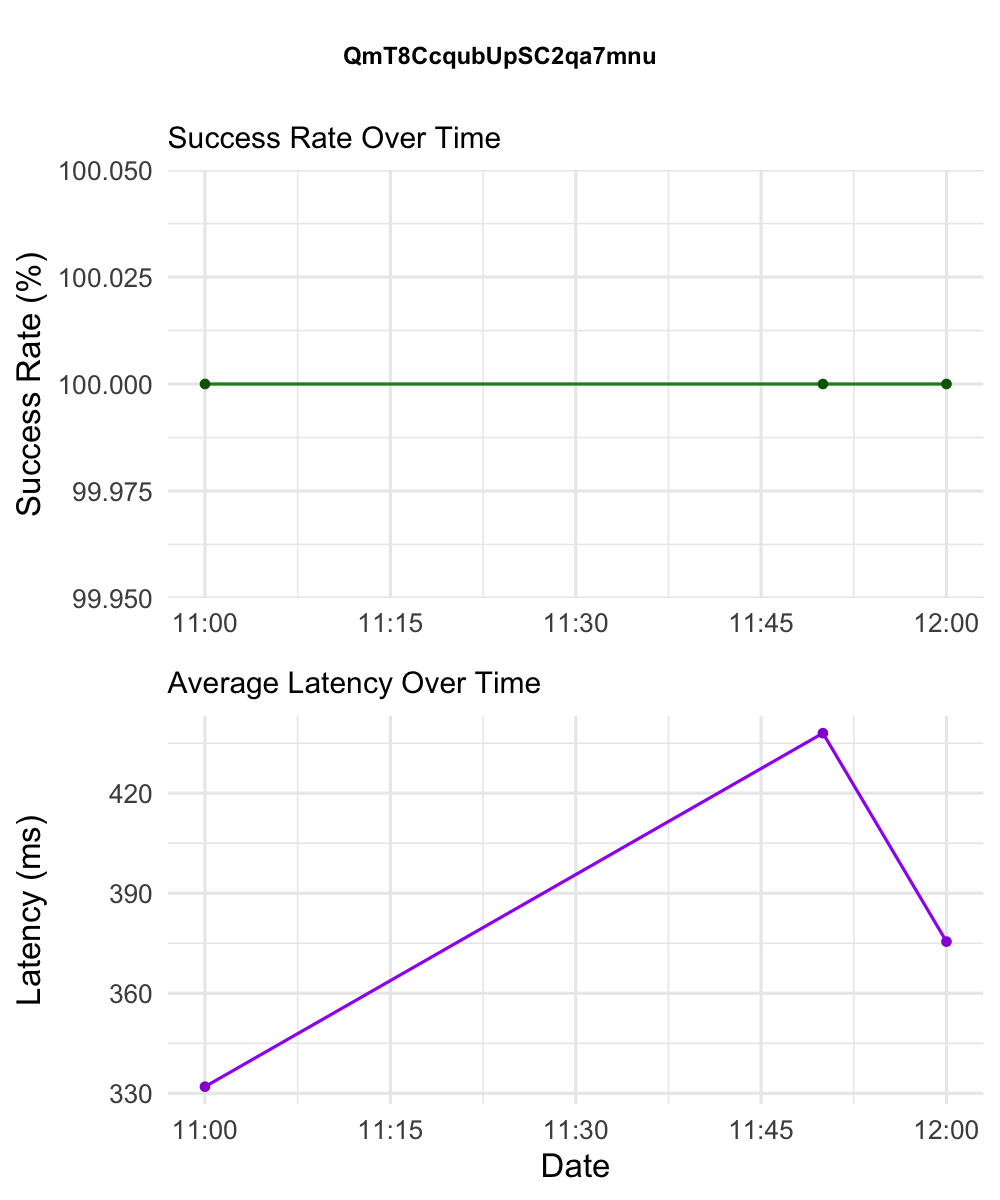 QmT8CcqubUpSC2qa7mnu
Success Rate Over Time
Success Rate (%)
100.050
100.025
100.000
99.975
99.950
11:00 11:15 11:30 11:45 12:00
Average Latency Over Time
Latency (ms)
420
390
360
330
11:00 11:15 11:30 11:45 12:00
Date